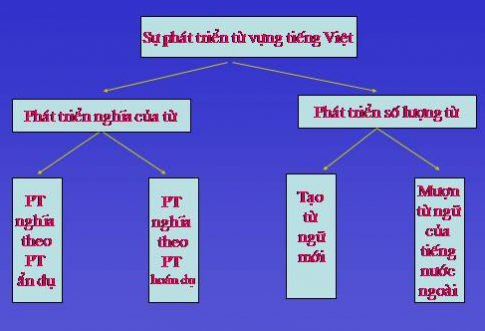 Sự phát triển từ vựng tiếng Việt
Phát triển nghĩa của từ
Phát triển số lượng từ
PT
nghĩa
theo
PT
ẩn dụ
PT
nghĩa
theo
PT
hoán dụ
Tạo
từ
ngữ
mới
Mượn
từ ngữ
của
tiếng
nước
ngoài